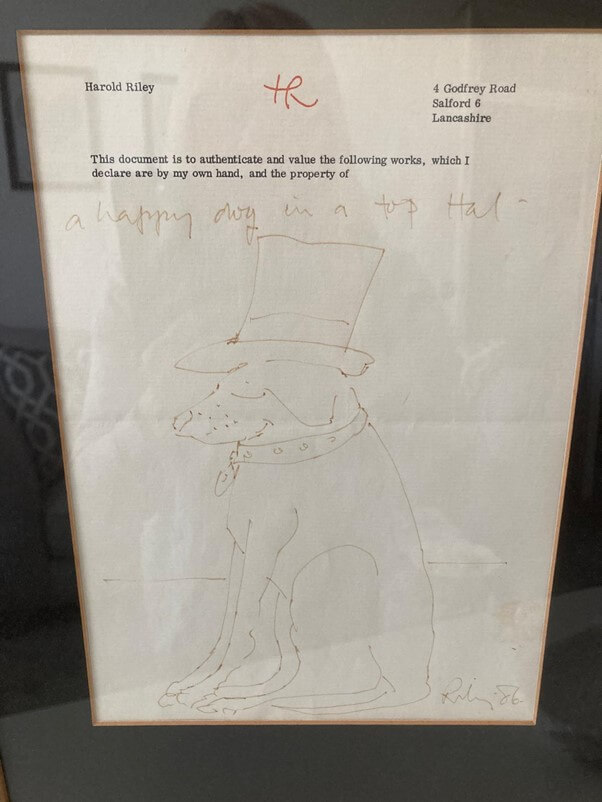 Harold Riley
HR
4 Godfrey Road
Salford 6
Lancashire
This document is to authenticate and value the following works, which I
declare are by my own hand, and the property of
a happy dog in a top Hat -
Riley 86